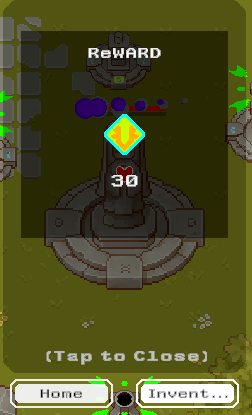 ReWARD
30
(Tap to Close)
Home
Invent...